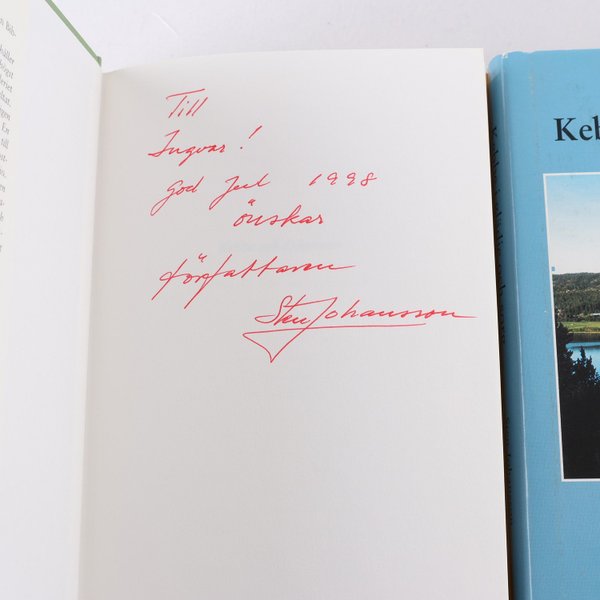 Till
Ingvar!
God Jul 1998
önskar
författaren
Sten Johansson
Keb